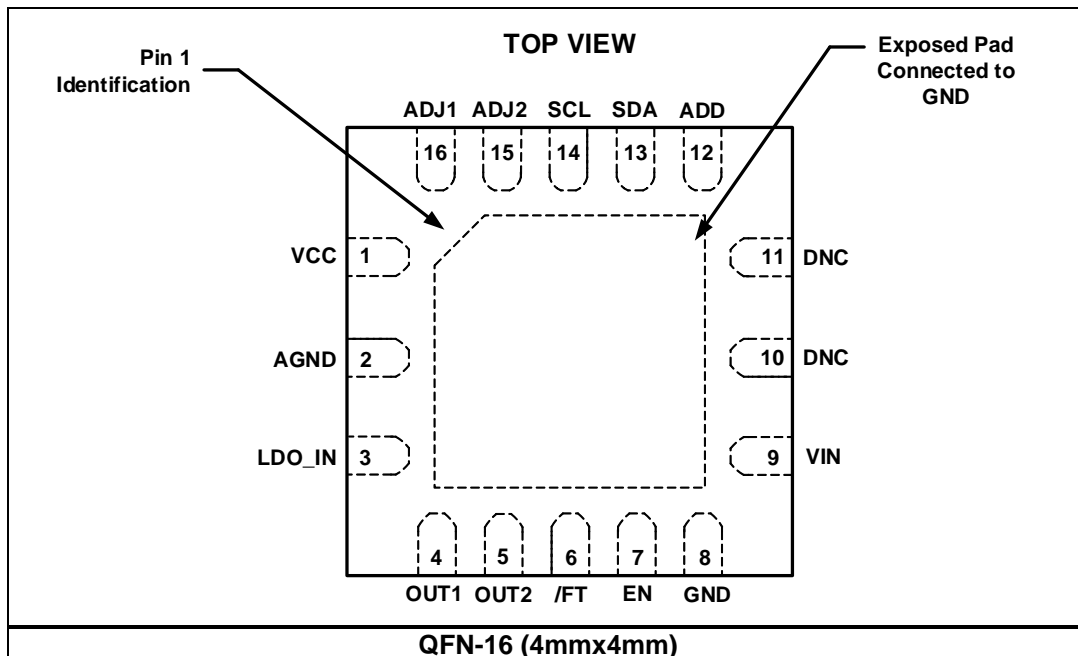 TOP VIEW
Pin 1
Identification
Exposed Pad
Connected to
GND
ADJ1 ADJ2 SCL SDA ADD
16 15 14 13 12
VCC 1
11 DNC
AGND 2
10 DNC
LDO_IN 3
9 VIN
4 5 6 7 8
OUT1 OUT2 /FT EN GND
QFN-16 (4mmx4mm)